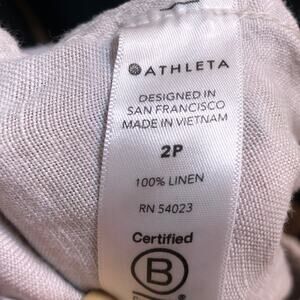 ATHLETA
DESIGNED IN
SAN FRANCISCO
MADE IN VIETNAM
2P
100% LINEN
RN 54023
Certified
B